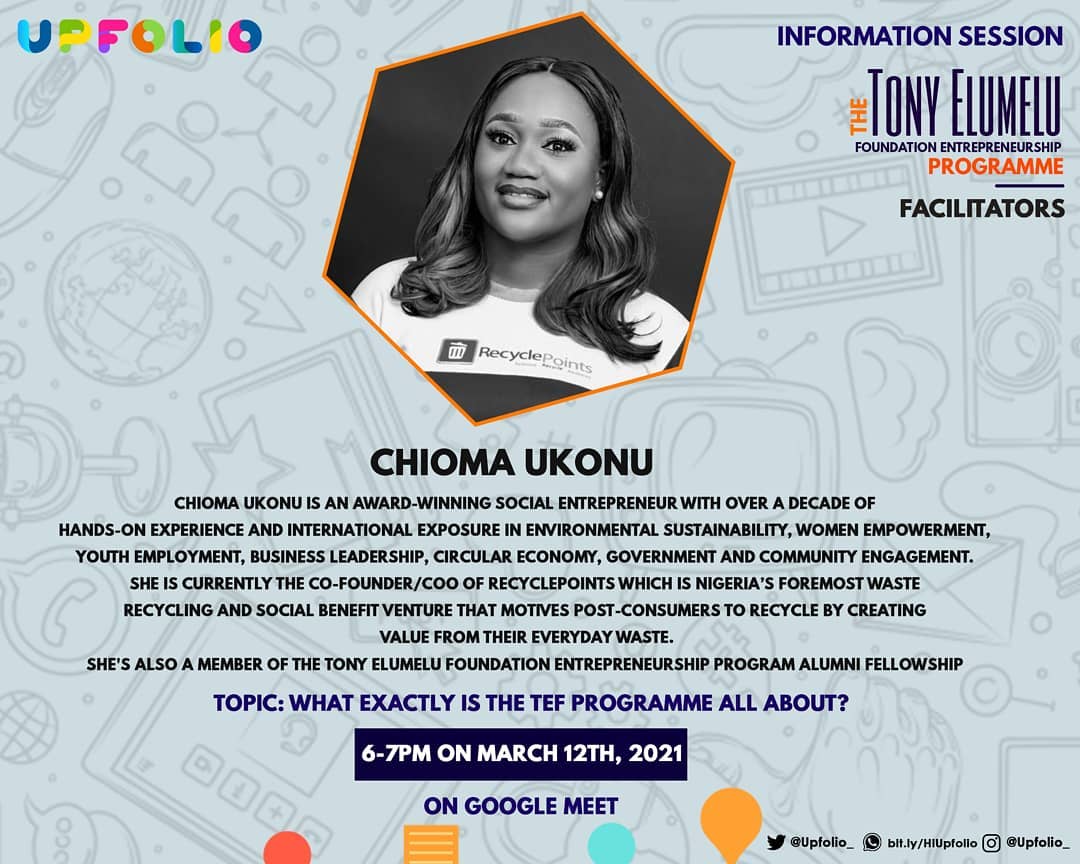 UPFOLIO
INFORMATION SESSION
THE TONY ELUMELU
FOUNDATION ENTREPRENEURSHIP
PROGRAMME
FACILITATORS
RecyclePoints
CHIOMA UKONU
CHIOMA UKONU IS AN AWARD-WINNING SOCIAL ENTREPRENEUR WITH OVER A DECADE OF
HANDS-ON EXPERIENCE AND INTERNATIONAL EXPOSURE IN ENVIRONMENTAL SUSTAINABILITY, WOMEN EMPOWERMENT,
YOUTH EMPLOYMENT, BUSINESS LEADERSHIP, CIRCULAR ECONOMY, GOVERNMENT AND COMMUNITY ENGAGEMENT.
SHE IS CURRENTLY THE CO-FOUNDER/COO OF RECYCLEPOINTS WHICH IS NIGERIA'S FOREMOST WASTE
RECYCLING AND SOCIAL BENEFIT VENTURE THAT MOTIVES POST-CONSUMERS TO RECYCLE BY CREATING
VALUE FROM THEIR EVERYDAY WASTE.
SHE'S ALSO A MEMBER OF THE TONY ELUMELU FOUNDATION ENTREPRENEURSHIP PROGRAM ALUMNI FELLOWSHIP
TOPIC: WHAT EXACTLY IS THE TEF PROGRAMME ALL ABOUT?
6-7PM ON MARCH 12TH, 2021
ON GOOGLE MEET
@Upfolio_ bit.ly/HiUpfolio @Upfolio_